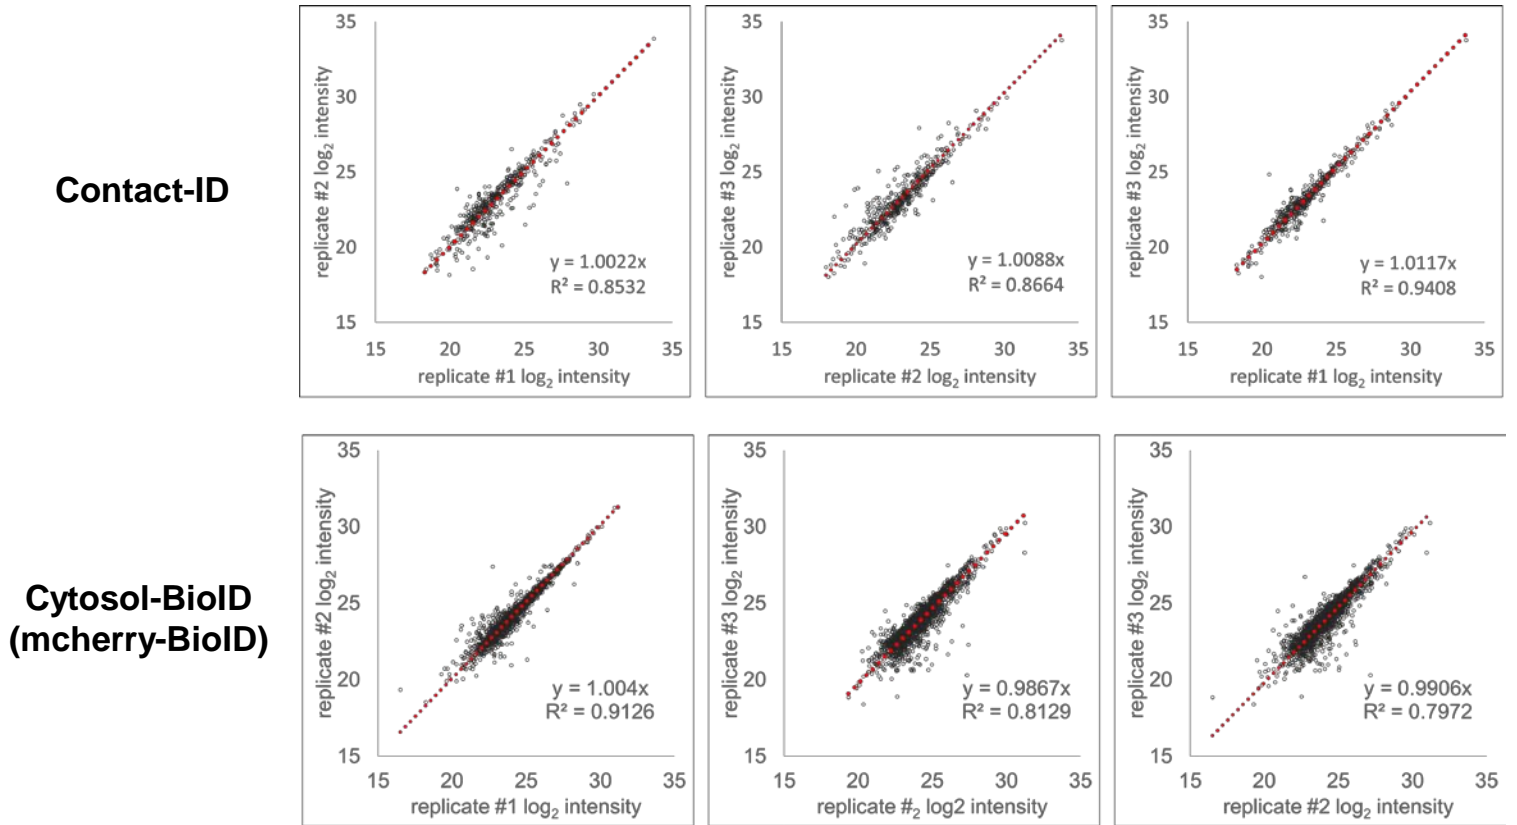 Contact-ID
35
30
25
20
15
15 20 25 30 35
replicate #2 log₂ intensity
replicate #1 log₂ intensity
y = 1.0022x
R² = 0.8532
35
30
25
20
15
15 20 25 30 35
replicate #3 log₂ intensity
replicate #2 log₂ intensity
y = 1.0088x
R² = 0.8664
35
30
25
20
15
15 20 25 30 35
replicate #3 log₂ intensity
replicate #1 log₂ intensity
y = 1.0117x
R² = 0.9408
Cytosol-BioID
(mcherry-BioID)
35
30
25
20
15
15 20 25 30 35
replicate #2 log₂ intensity
replicate #1 log₂ intensity
y = 1.004x
R² = 0.9126
35
30
25
20
15
15 20 25 30 35
replicate #3 log₂ intensity
replicate #₂ log2 intensity
y = 0.9867x
R² = 0.8129
35
30
25
20
15
15 20 25 30 35
replicate #3 log₂ intensity
replicate #2 log₂ intensity
y = 0.9906x
R² = 0.7972